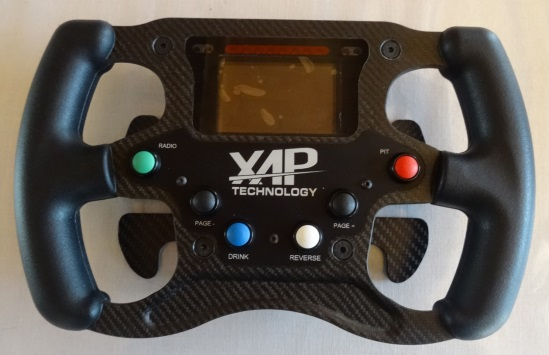 RADIO
PIT
XAP
TECHNOLOGY
PAGE -
PAGE +
DRINK
REVERSE